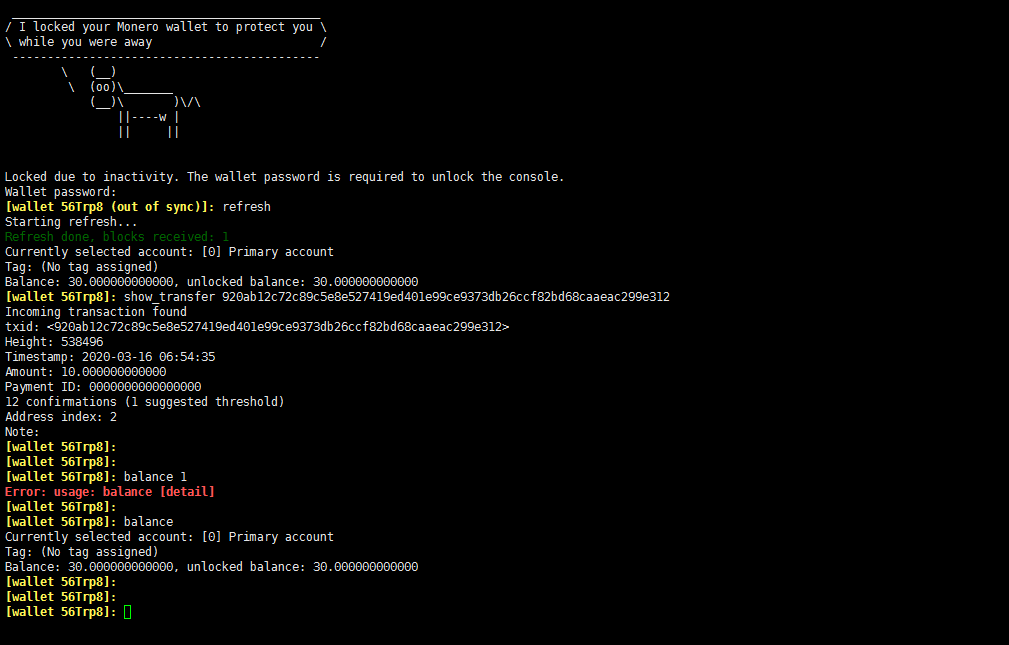 ____________________________________________
/ I locked your Monero wallet to protect you \
\ while you were away                        /
 --------------------------------------------
        \   (__)
         \  (oo)\_______
            (__)\       )\/\
                ||----w |
                ||     ||
Locked due to inactivity. The wallet password is required to unlock the console.
Wallet password:
[wallet 56Trp8 (out of sync)]: refresh
Starting refresh...
Refresh done, blocks received: 1
Currently selected account: [0] Primary account
Tag: (No tag assigned)
Balance: 30.000000000000, unlocked balance: 30.000000000000
[wallet 56Trp8]: show_transfer 920ab12c72c89c5e8e527419ed401e99ce9373db26ccf82bd68caaeac299e312
Incoming transaction found
txid: <920ab12c72c89c5e8e527419ed401e99ce9373db26ccf82bd68caaeac299e312>
Height: 538496
Timestamp: 2020-03-16 06:54:35
Amount: 10.000000000000
Payment ID: 0000000000000000
12 confirmations (1 suggested threshold)
Address index: 2
Note:
[wallet 56Trp8]:
[wallet 56Trp8]:
[wallet 56Trp8]: balance 1
Error: usage: balance [detail]
[wallet 56Trp8]:
[wallet 56Trp8]: balance
Currently selected account: [0] Primary account
Tag: (No tag assigned)
Balance: 30.000000000000, unlocked balance: 30.000000000000
[wallet 56Trp8]:
[wallet 56Trp8]:
[wallet 56Trp8]: